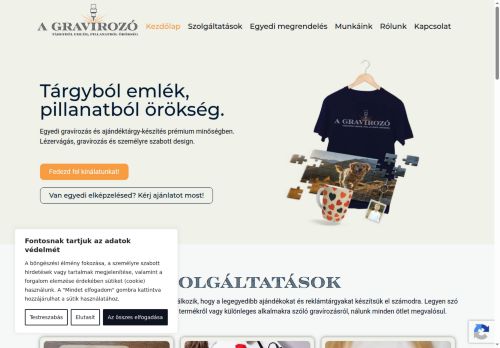 A GRAVÍROZÓ
TÁRGYBÓL EMLÉK, PILLANATBÓL ÖRÖKSÉG
Kezdőlap Szolgáltatások Egyedi megrendelés Munkáink Rólunk Kapcsolat
Tárgyból emlék,
pillanatból örökség.
Egyedi gravírozás és ajándéktárgy-készítés prémium minőségben.
Lézervágás, gravírozás és személyre szabott design.
Fedezd fel kínálatunkat!
Van egyedi elképzelésed? Kérj ajánlatot most!
A GRAVÍROZÓ
Fontosnak tartjuk az adatok
védelmét
A böngészési élmény fokozása, a személyre szabott
hirdetések vagy tartalmak megjelenítése, valamint a
forgalom elemzése érdekében sütiket (cookie)
használunk. A "Mindet elfogadom" gombra kattintva
hozzájárulhat a sütik használatához.
Testreszabás Elutasít Az összes elfogadása
ZOLGÁLTATÁSOK
lálkozik, hogy a legegyedibb ajándékokat és reklámtárgyakat készítsük el számodra. Legyen szó
termékről vagy különleges alkalmakra szóló gravírozásról, nálunk minden ötlet megvalósul.